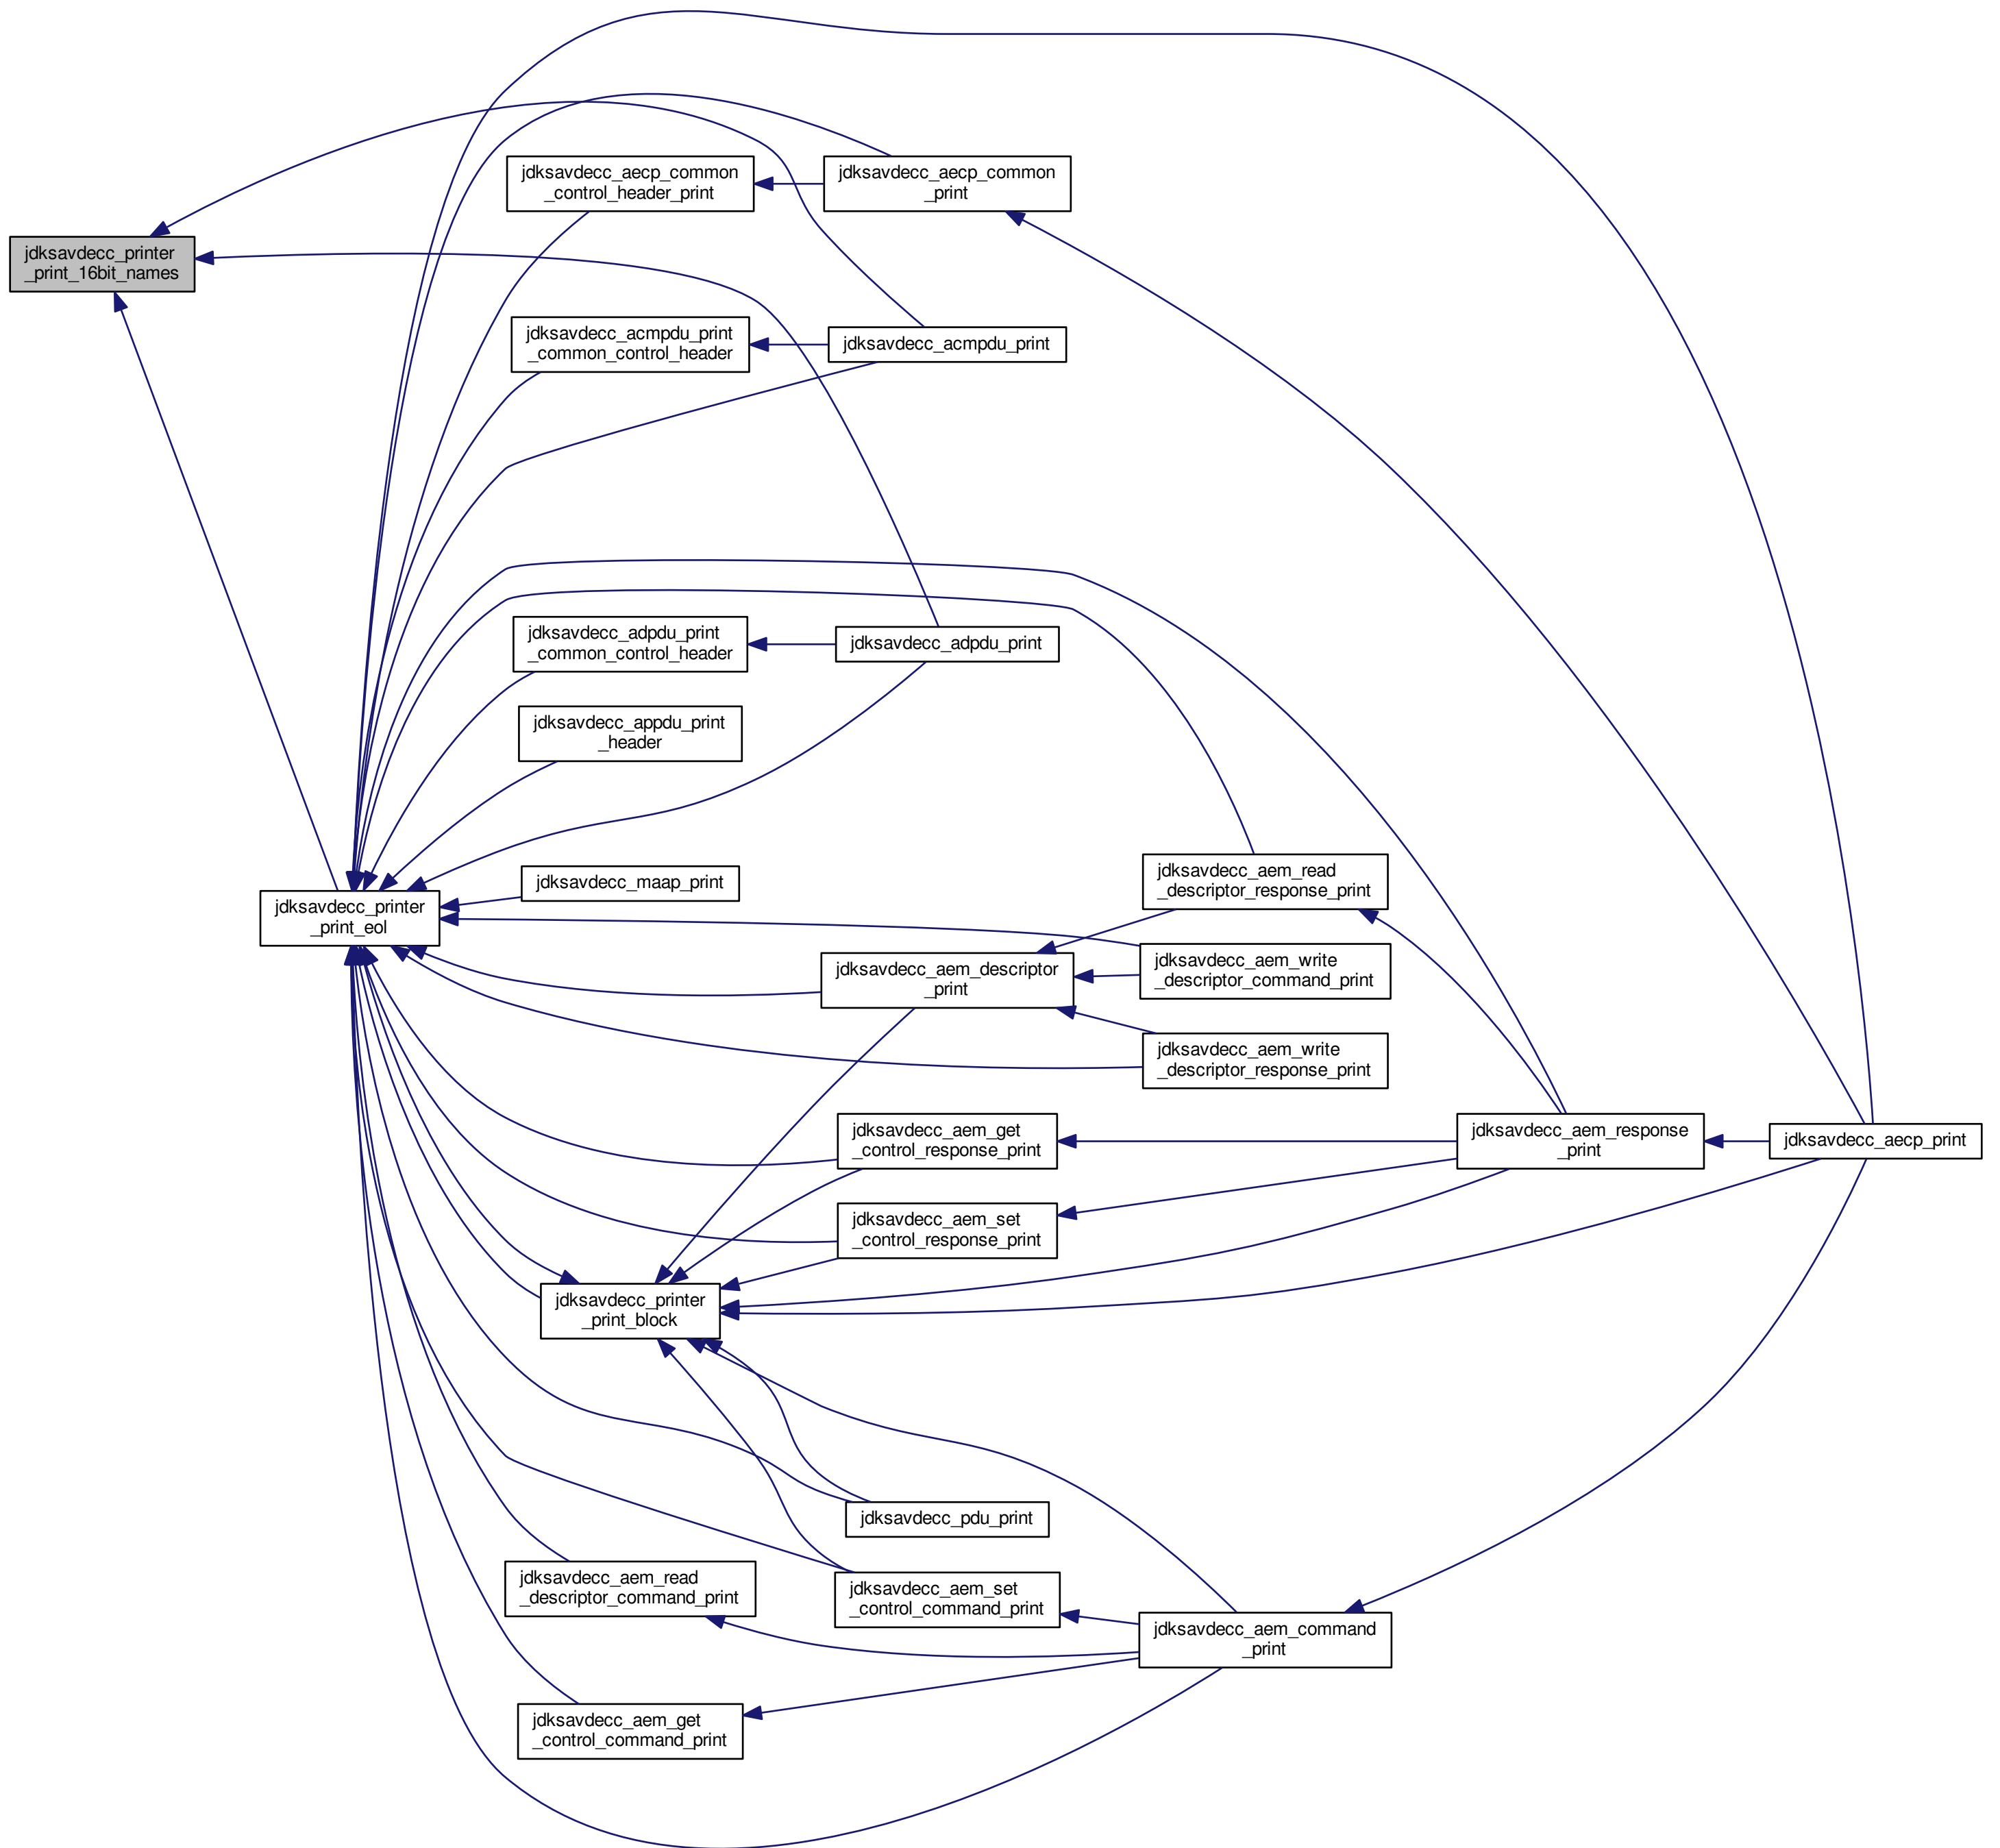 jdksavdecc_aecp_common
_control_header_print
jdksavdecc_aecp_common
_print
jdksavdecc_printer
_print_16bit_names
jdksavdecc_acmpdu_print
_common_control_header
jdksavdecc_acmpdu_print
jdksavdecc_adpdu_print
_common_control_header
jdksavdecc_adpdu_print
jdksavdecc_appdu_print
_header
jdksavdecc_maap_print
jdksavdecc_aem_read
_descriptor_response_print
jdksavdecc_printer
_print_eol
jdksavdecc_aem_descriptor
_print
jdksavdecc_aem_write
_descriptor_command_print
jdksavdecc_aem_write
_descriptor_response_print
jdksavdecc_aem_get
_control_response_print
jdksavdecc_aem_response
_print
jdksavdecc_aecp_print
jdksavdecc_aem_set
_control_response_print
jdksavdecc_printer
_print_block
jdksavdecc_pdu_print
jdksavdecc_aem_read
_descriptor_command_print
jdksavdecc_aem_set
_control_command_print
jdksavdecc_aem_command
_print
jdksavdecc_aem_get
_control_command_print